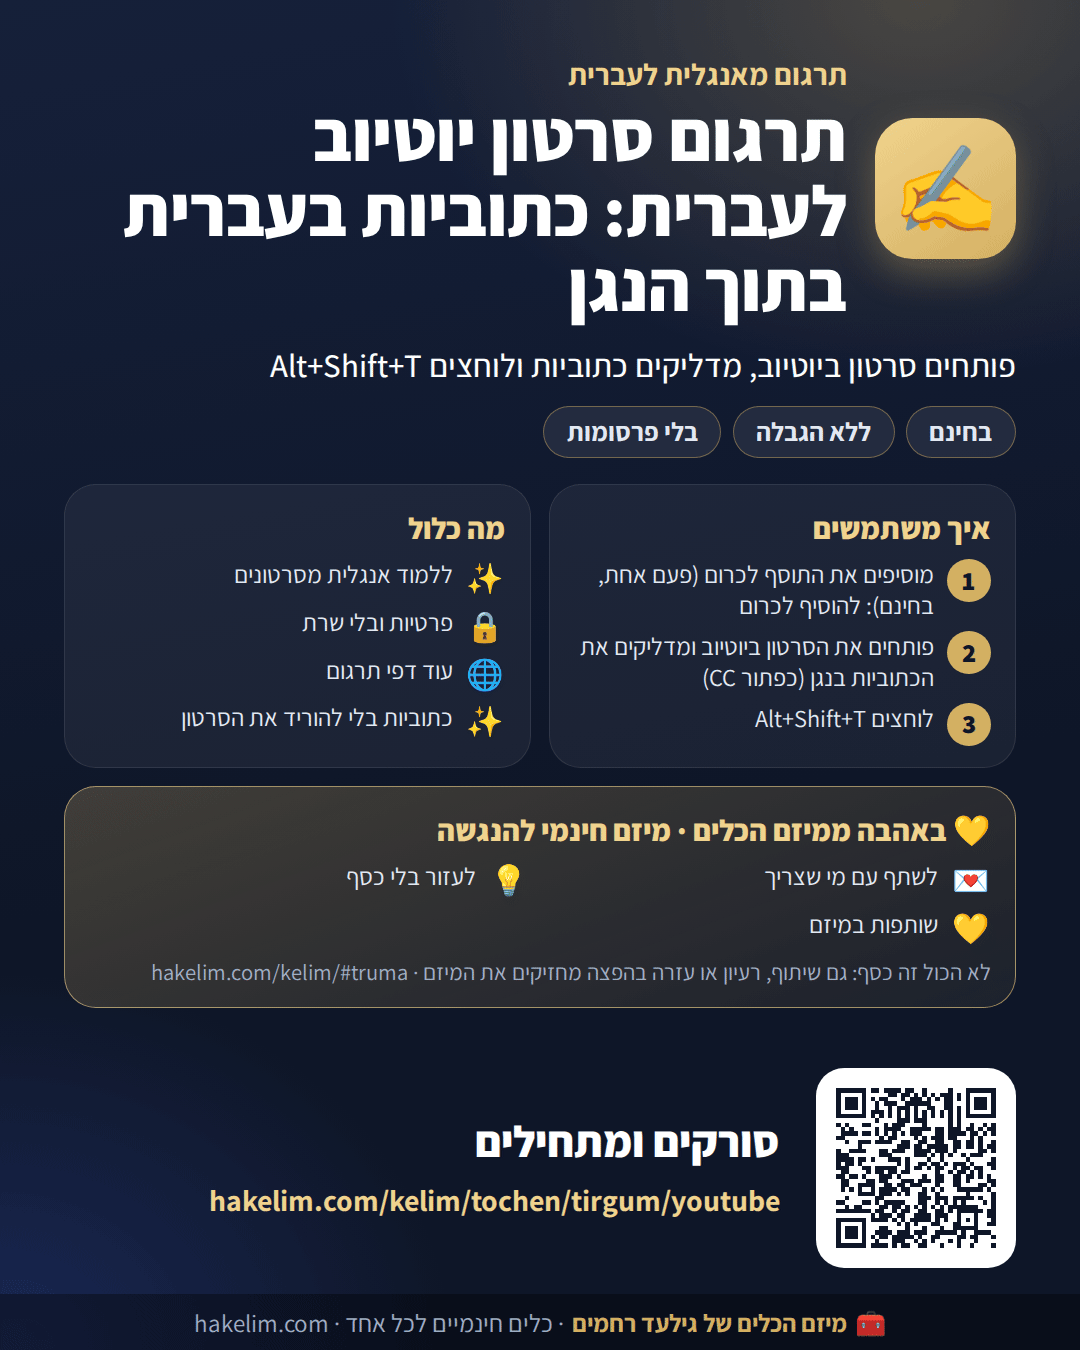 תרגום מאנגלית לעברית
תרגום סרטון יוטיוב
לעברית: כתוביות בעברית
בתוך הנגן
פותחים סרטון ביוטיוב, מדליקים כתוביות ולוחצים Alt+Shift+T
בחינם
ללא הגבלה
בלי פרסומות
איך משתמשים
1
מוסיפים את התוסף לכרום (פעם אחת,
בחינם): להוסיף לכרום
2
פותחים את הסרטון ביוטיוב ומדליקים את
הכתוביות בנגן (כפתור CC)
3
לוחצים Alt+Shift+T
מה כלול
ללמוד אנגלית מסרטונים
פרטיות ובלי שרת
עוד דפי תרגום
כתוביות בלי להוריד את הסרטון
באהבה ממיזם הכלים · מיזם חינמי להנגשה
לשתף עם מי שצריך
לעזור בלי כסף
שותפות במיזם
לא הכול זה כסף: גם שיתוף, רעיון או עזרה בהפצה מחזיקים את המיזם · hakelim.com/kelim/#truma
סורקים ומתחילים
hakelim.com/kelim/tochen/tirgum/youtube
מיזם הכלים של גילעד רחמים · כלים חינמיים לכל אחד · hakelim.com